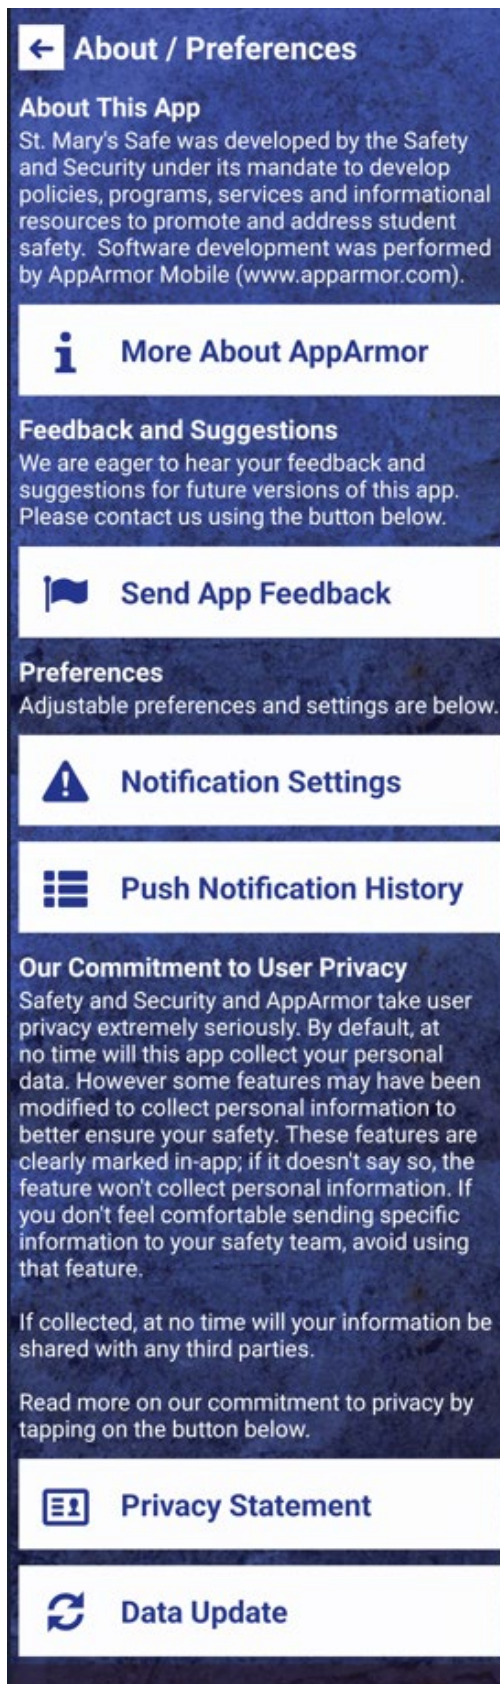 About / Preferences
About This App
St. Mary's Safe was developed by the Safety
and Security under its mandate to develop
policies, programs, services and informational
resources to promote and address student
safety.  Software development was performed
by AppArmor Mobile (www.apparmor.com).
More About AppArmor
Feedback and Suggestions
We are eager to hear your feedback and
suggestions for future versions of this app.
Please contact us using the button below.
Send App Feedback
Preferences
Adjustable preferences and settings are below.
Notification Settings
Push Notification History
Our Commitment to User Privacy
Safety and Security and AppArmor take user
privacy extremely seriously. By default, at
no time will this app collect your personal
data. However some features may have been
modified to collect personal information to
better ensure your safety. These features are
clearly marked in-app; if it doesn't say so, the
feature won't collect personal information. If
you don't feel comfortable sending specific
information to your safety team, avoid using
that feature.
If collected, at no time will your information be
shared with any third parties.
Read more on our commitment to privacy by
tapping on the button below.
Privacy Statement
Data Update